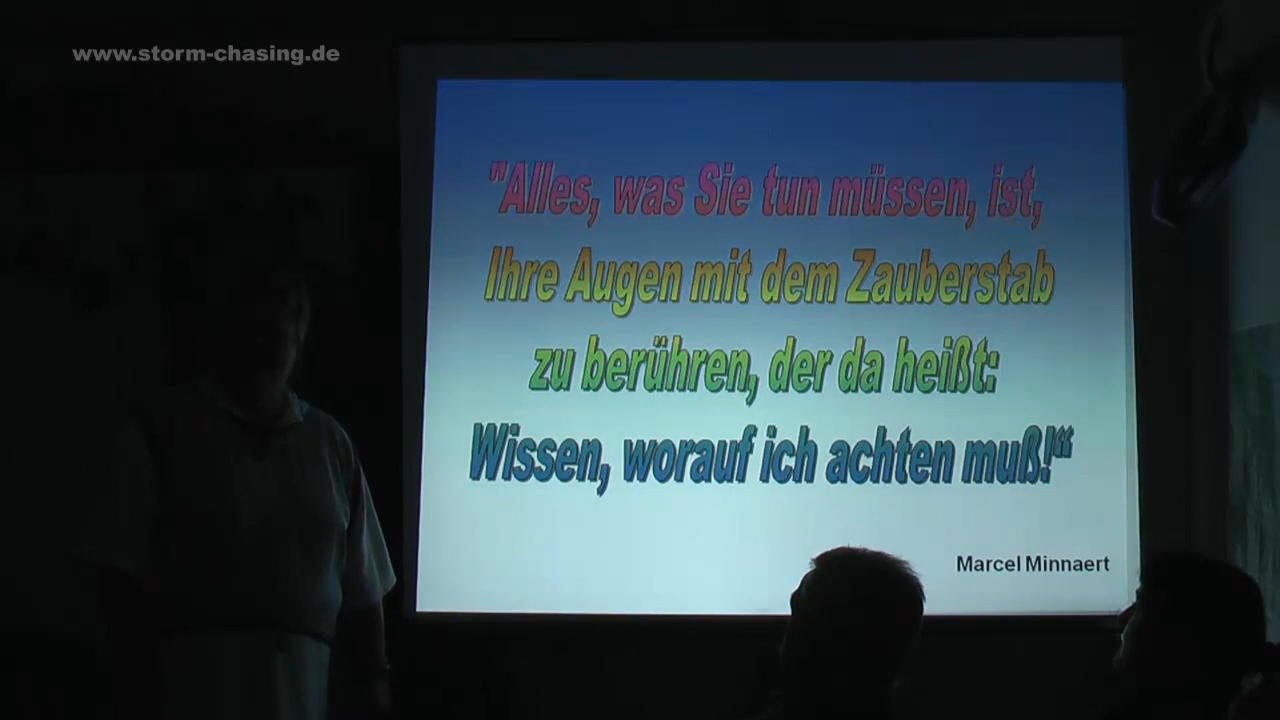 www.storm-chasing.de
"Alles, was Sie tun müssen, ist,
Ihre Augen mit dem Zauberstab
zu berühren, der da heißt:
Wissen, worauf ich achten muß!“
Marcel Minnaert